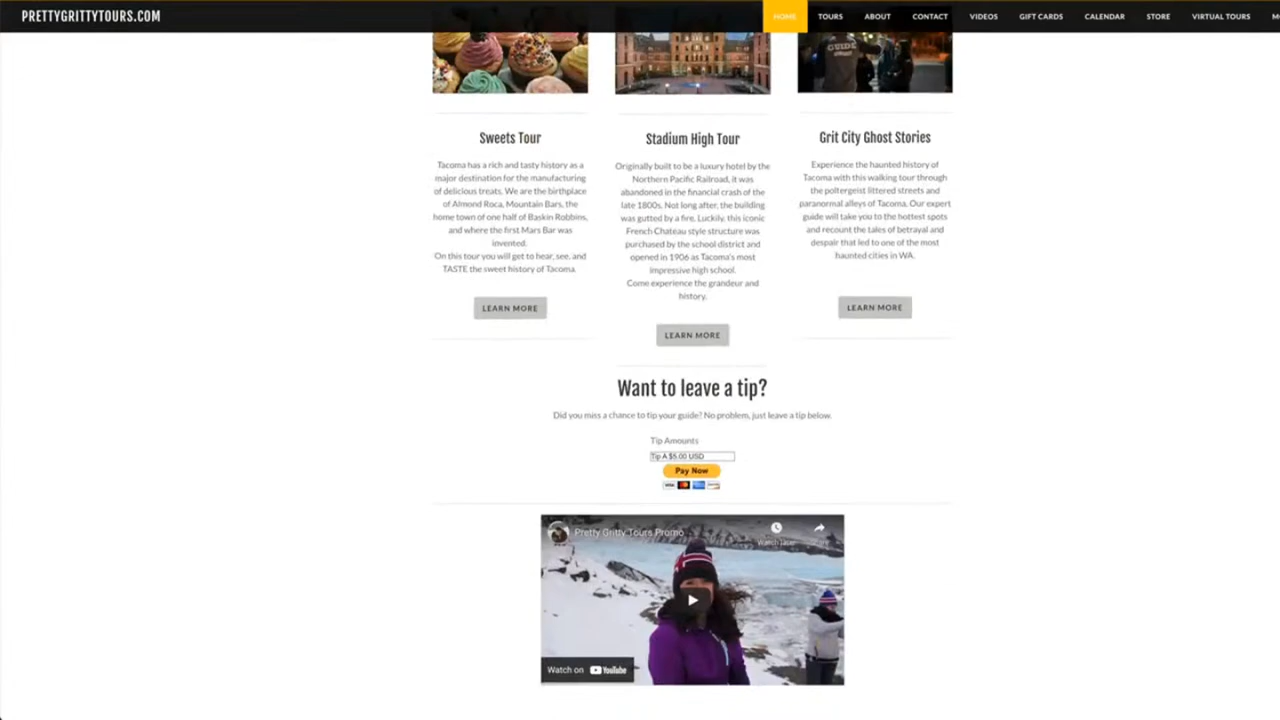 PRETTYGRITTYTOURS.COM
HOME TOURS ABOUT CONTACT VIDEOS GIFT CARDS CALENDAR STORE VIRTUAL TOURS
GUIDE
Sweets Tour
Tacoma has a rich and tasty history as a
major destination for the manufacturing
of delicious treats. We are the birthplace
of Almond Roca, Mountain Bars, the
home town of one half of Baskin Robbins,
and where the first Mars Bar was
invented.
On this tour you will get to hear, see, and
TASTE the sweet history of Tacoma.
LEARN MORE
Stadium High Tour
Originally built to be a luxury hotel by the
Northern Pacific Railroad, it was
abandoned in the financial crash of the
late 1800s. Not long after, the building
was gutted by a fire. Luckily, this iconic
French Chateau style structure was
purchased by the school district and
opened in 1906 as Tacoma's most
impressive high school.
Come experience the grandeur and
history.
LEARN MORE
Grit City Ghost Stories
Experience the haunted history of
Tacoma with this walking tour through
the poltergeist littered streets and
paranormal alleys of Tacoma. Our expert
guide will take you to the hottest spots
and recount the tales of betrayal and
despair that led to one of the most
haunted cities in WA.
LEARN MORE
Want to leave a tip?
Did you miss a chance to tip your guide? No problem, just leave a tip below.
Tip Amounts
Tip A $5.00 USD
Pay Now
VISA
Pretty Gritty Tours Promo
Watch later
Watch on YouTube